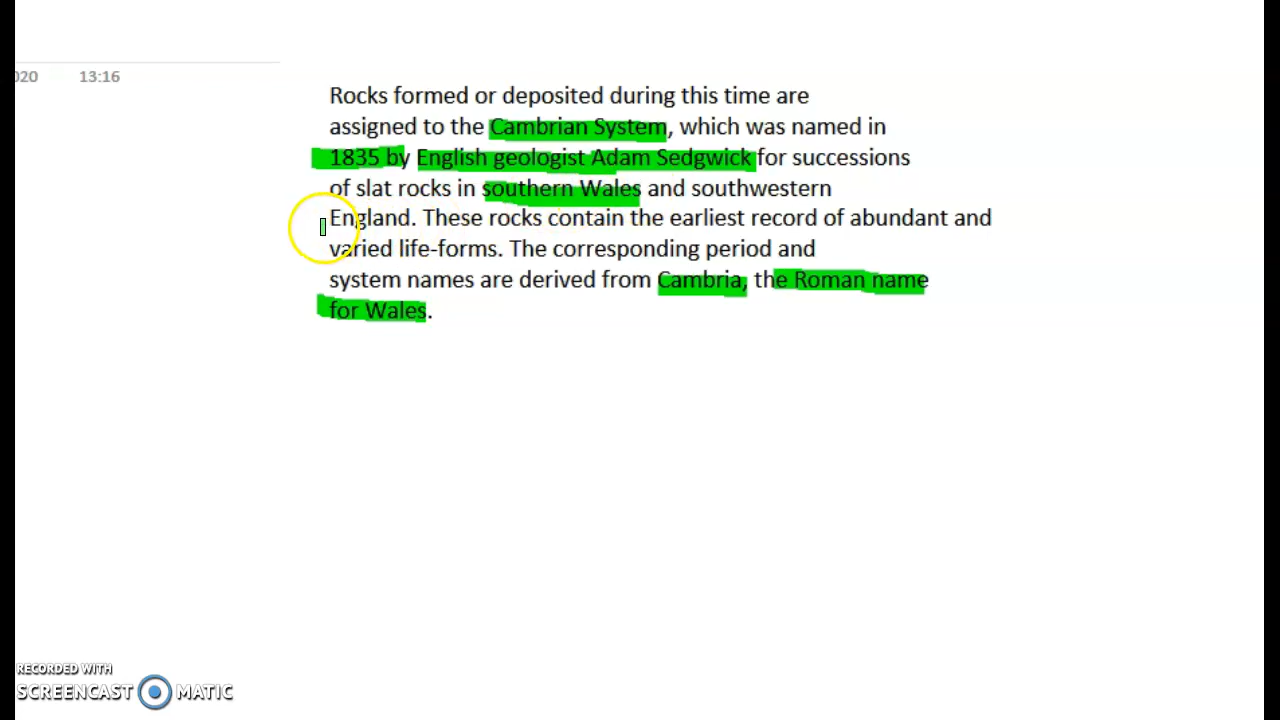 020 13:16
Rocks formed or deposited during this time are
assigned to the Cambrian System, which was named in
1835 by English geologist Adam Sedgwick for successions
of slat rocks in southern Wales and southwestern
England. These rocks contain the earliest record of abundant and
varied life-forms. The corresponding period and
system names are derived from Cambria, the Roman name
for Wales.
RECORDED WITH
SCREENCAST MATIC